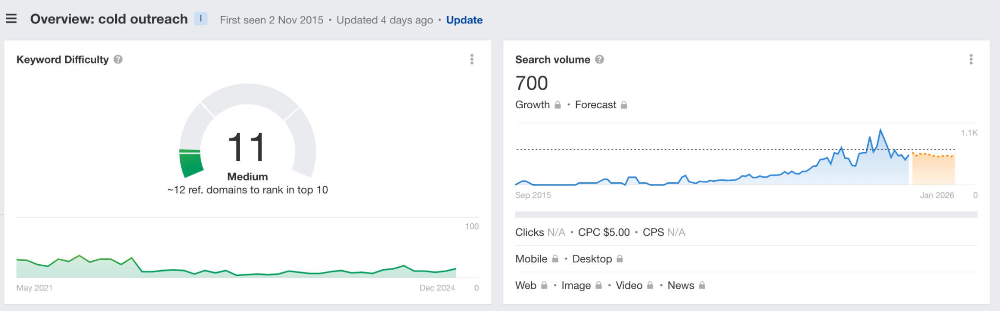 Overview: cold outreach I First seen 2 Nov 2015 • Updated 4 days ago • Update
Keyword Difficulty ?
11
Medium
~12 ref. domains to rank in top 10
100
May 2021 Dec 2024 0
Search volume ?
700
Growth • Forecast
1.1K
Sep 2015 Jan 2026 0
Clicks N/A • CPC $5.00 • CPS N/A
Mobile • Desktop
Web • Image • Video • News